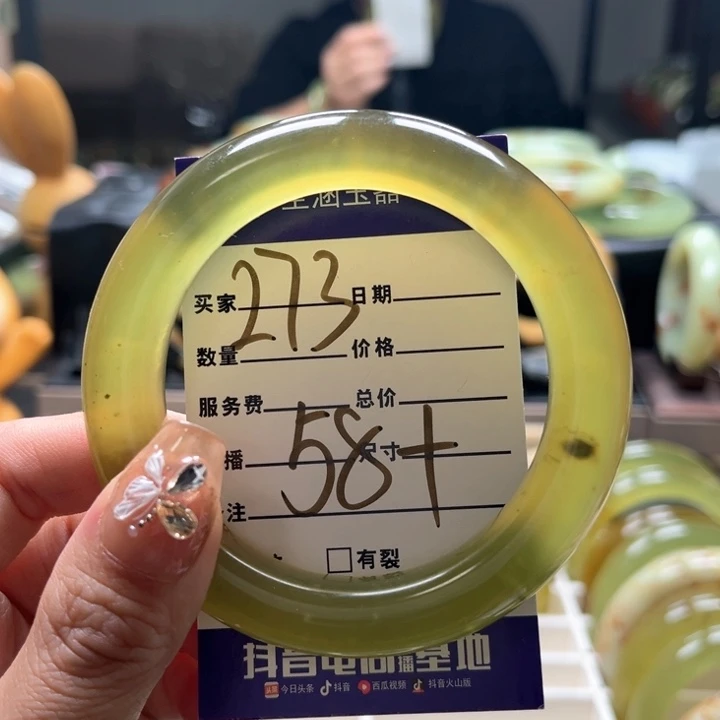 涵玉器
273
买家 日期
数量 价格
服务费 总价
播 尺寸
58+
注
有裂
抖音电商直播基地
今日头条 抖音 西瓜视频 抖音火山版